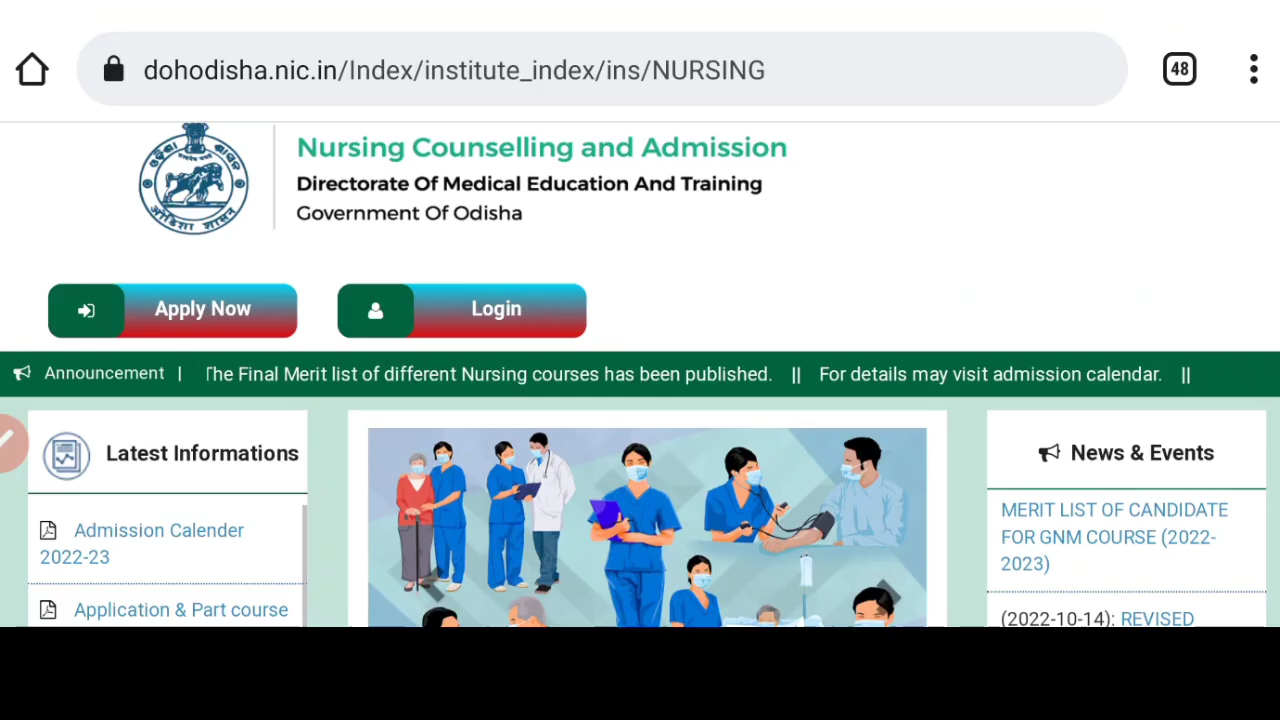 dohodisha.nic.in/Index/institute_index/ins/NURSING
48
Nursing Counselling and Admission
Directorate Of Medical Education And Training
Government Of Odisha
Apply Now
Login
Announcement |
The Final Merit list of different Nursing courses has been published. || For details may visit admission calendar. ||
Latest Informations
Admission Calender
2022-23
Application & Part course
News & Events
MERIT LIST OF CANDIDATE
FOR GNM COURSE (2022-
2023)
(2022-10-14): REVISED